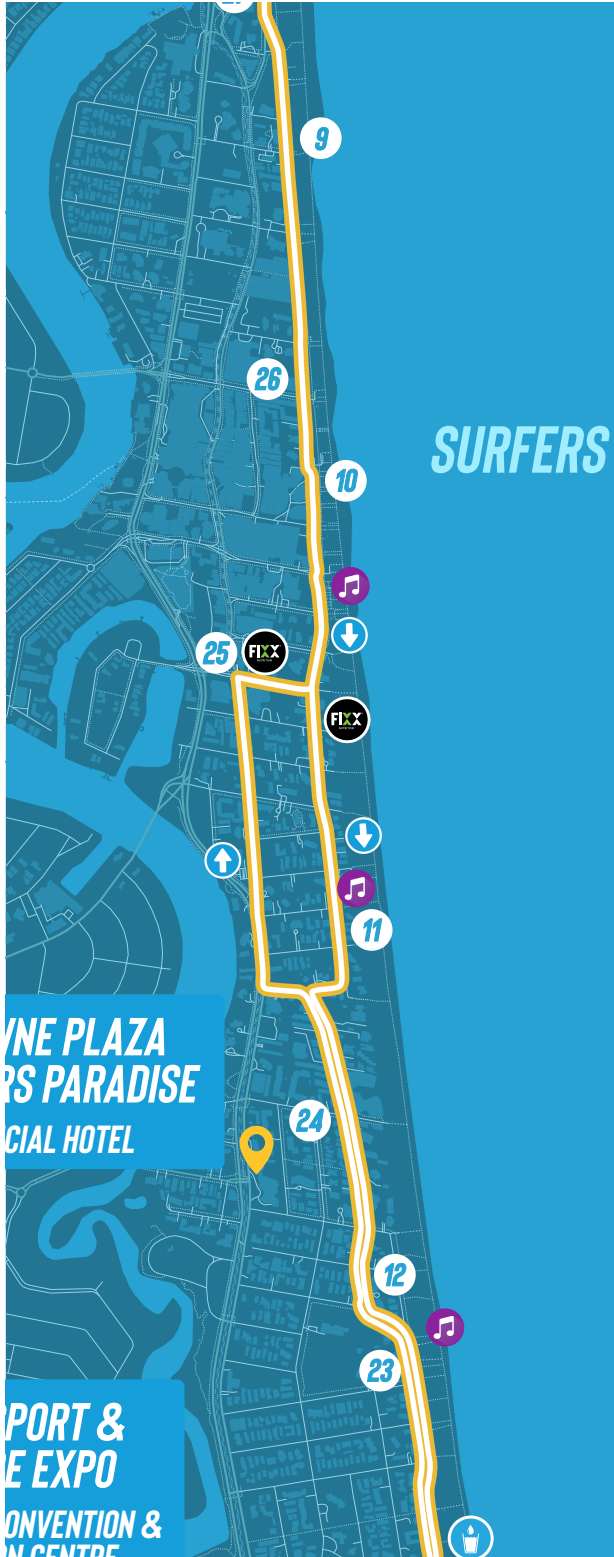 9
26
SURFERS
10
25
FIXX
FIXX
11
WNE PLAZA
RS PARADISE
CIAL HOTEL
24
12
23
PORT &
E EXPO
ONVENTION &